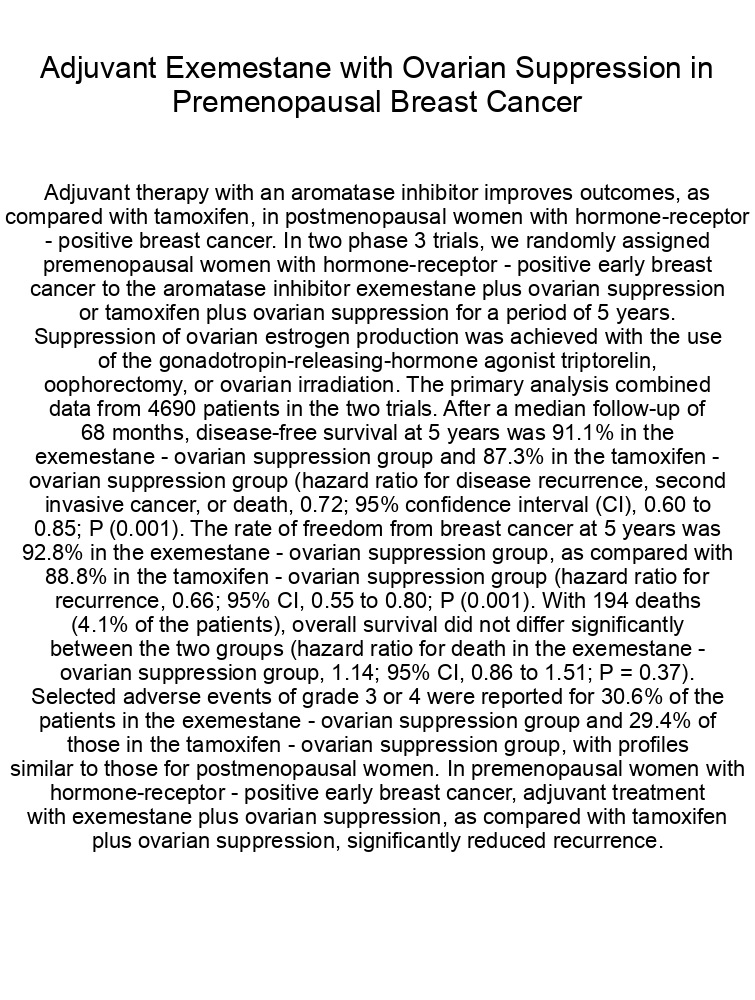 Adjuvant Exemestane with Ovarian Suppression in
Premenopausal Breast Cancer
Adjuvant therapy with an aromatase inhibitor improves outcomes, as
compared with tamoxifen, in postmenopausal women with hormone-receptor
- positive breast cancer. In two phase 3 trials, we randomly assigned
premenopausal women with hormone-receptor - positive early breast
cancer to the aromatase inhibitor exemestane plus ovarian suppression
or tamoxifen plus ovarian suppression for a period of 5 years.
Suppression of ovarian estrogen production was achieved with the use
of the gonadotropin-releasing-hormone agonist triptorelin,
oophorectomy, or ovarian irradiation. The primary analysis combined
data from 4690 patients in the two trials. After a median follow-up of
68 months, disease-free survival at 5 years was 91.1% in the
exemestane - ovarian suppression group and 87.3% in the tamoxifen -
ovarian suppression group (hazard ratio for disease recurrence, second
invasive cancer, or death, 0.72; 95% confidence interval (CI), 0.60 to
0.85; P (0.001). The rate of freedom from breast cancer at 5 years was
92.8% in the exemestane - ovarian suppression group, as compared with
88.8% in the tamoxifen - ovarian suppression group (hazard ratio for
recurrence, 0.66; 95% CI, 0.55 to 0.80; P (0.001). With 194 deaths
(4.1% of the patients), overall survival did not differ significantly
between the two groups (hazard ratio for death in the exemestane -
ovarian suppression group, 1.14; 95% CI, 0.86 to 1.51; P = 0.37).
Selected adverse events of grade 3 or 4 were reported for 30.6% of the
patients in the exemestane - ovarian suppression group and 29.4% of
those in the tamoxifen - ovarian suppression group, with profiles
similar to those for postmenopausal women. In premenopausal women with
hormone-receptor - positive early breast cancer, adjuvant treatment
with exemestane plus ovarian suppression, as compared with tamoxifen
plus ovarian suppression, significantly reduced recurrence.